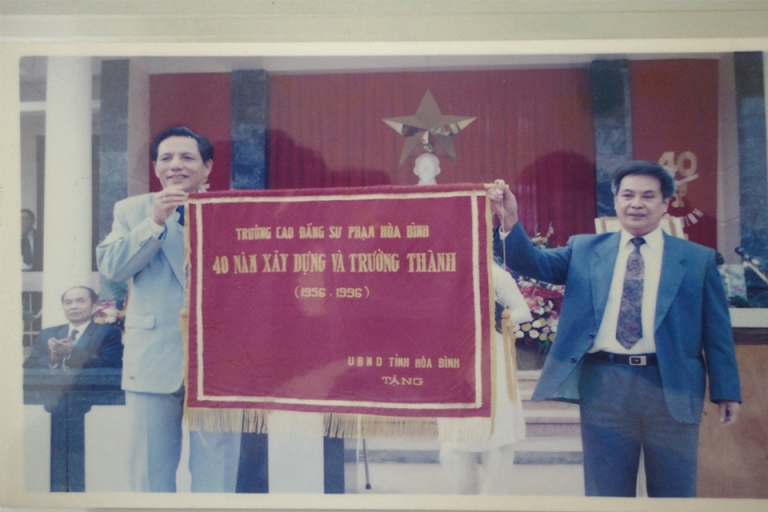 TRƯỜNG CAO ĐẲNG SƯ PHẠM HÒA BÌNH
40 NĂM XÂY DỰNG VÀ TRƯỞNG THÀNH
(1956 - 1996)
UBND TỈNH HÒA BÌNH
TẶNG
40